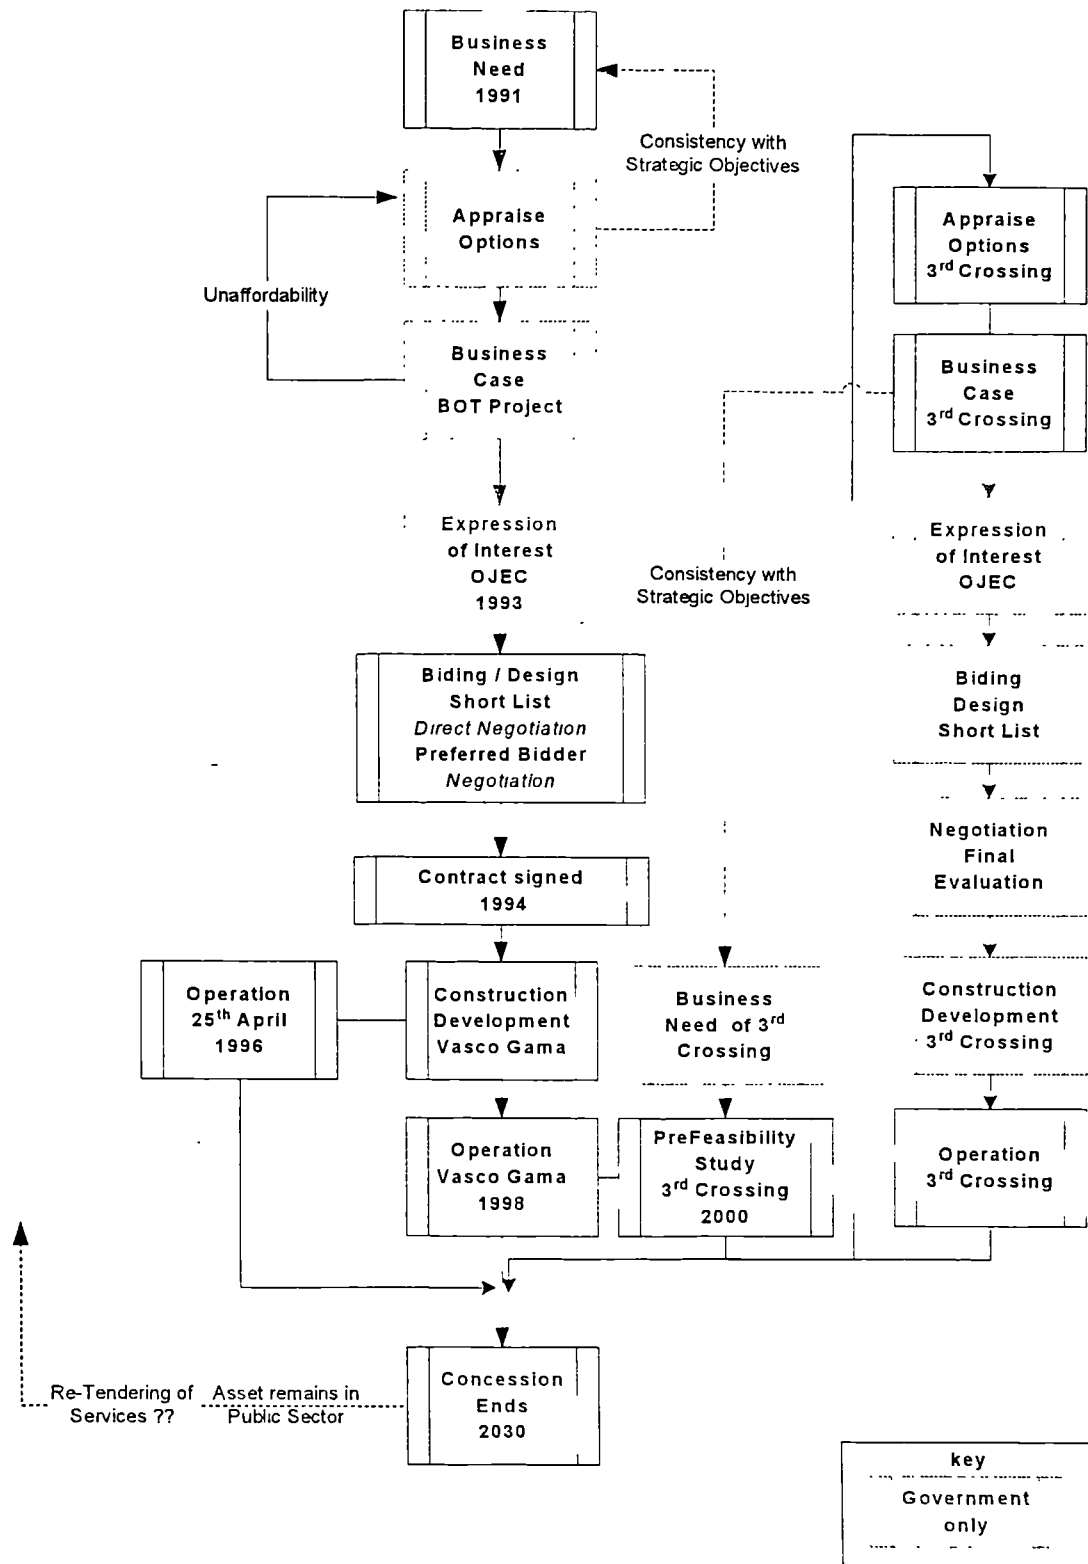 Business
Need
1991
Consistency with
Strategic Objectives
Appraise
Options
Unaffordability
Business
Case
BOT Project
Expression
of Interest
OJEC
1993
Biding / Design
Short List
Direct Negotiation
Preferred Bidder
Negotiation
Contract signed
1994
Operation
25th April
1996
Construction
Development
Vasco Gama
Operation
Vasco Gama
1998
Consistency with
Strategic Objectives
Business
Need of 3rd
Crossing
PreFeasibility
Study
3rd Crossing
2000
Appraise
Options
3rd Crossing
Business
Case
3rd Crossing
Expression
of Interest
OJEC
Biding
Design
Short List
Negotiation
Final
Evaluation
Construction
Development
3rd Crossing
Operation
3rd Crossing
Concession
Ends
2030
Re-Tendering of
Services ??
Asset remains in
Public Sector
key
Government
only